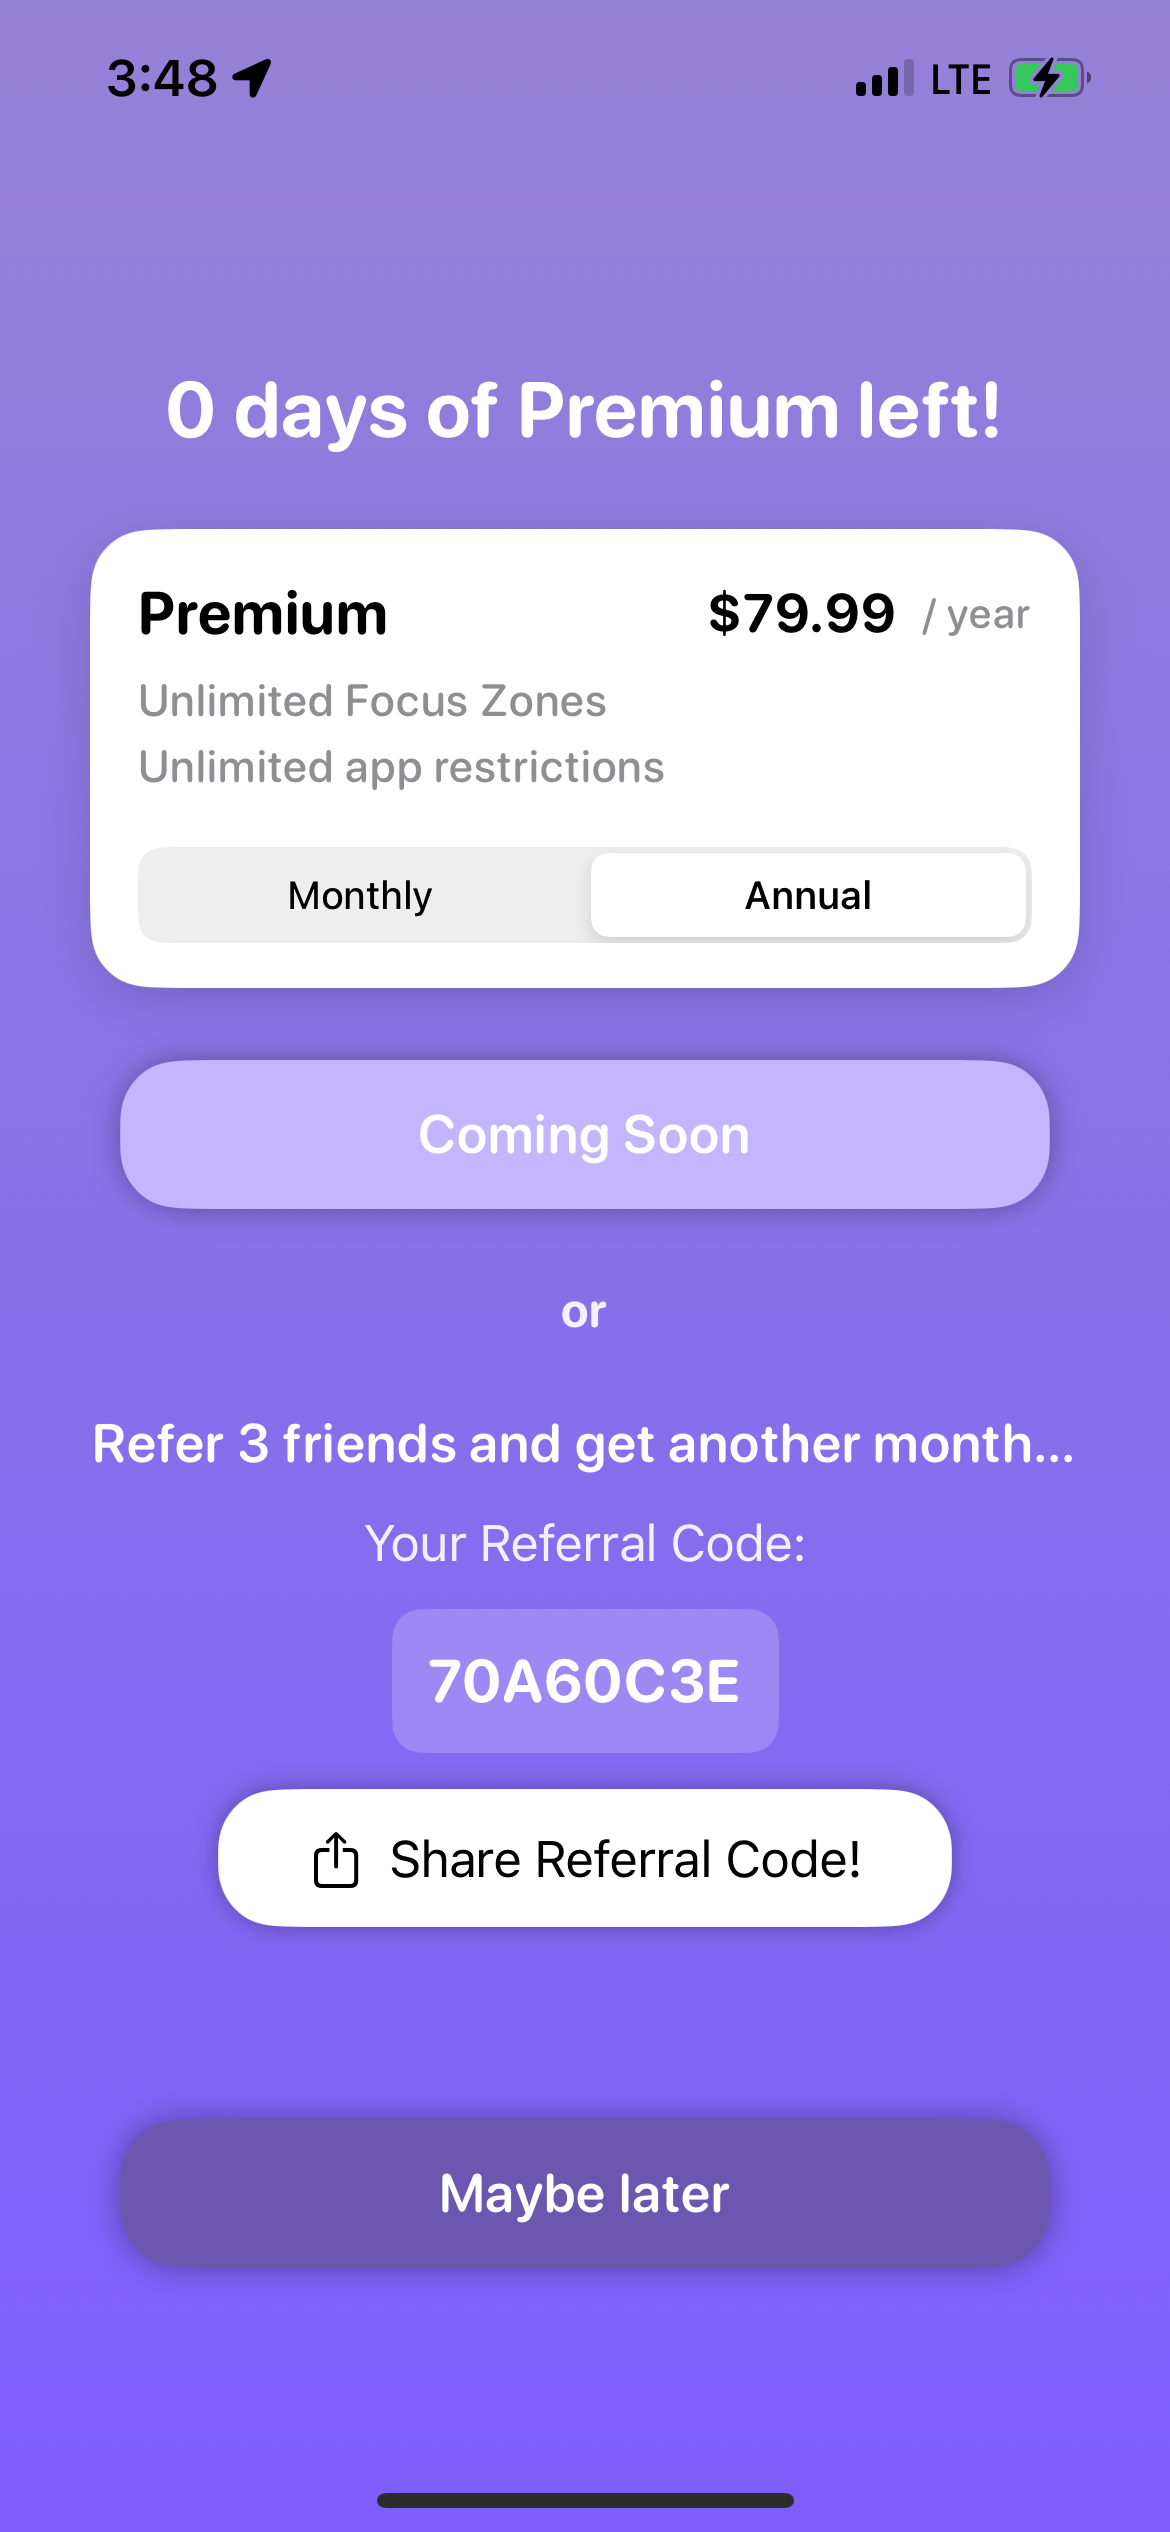 3:48 LTE
0 days of Premium left!
Premium $79.99 / year
Unlimited Focus Zones
Unlimited app restrictions
Monthly Annual
Coming Soon
or
Refer 3 friends and get another month...
Your Referral Code:
70A60C3E
Share Referral Code!
Maybe later